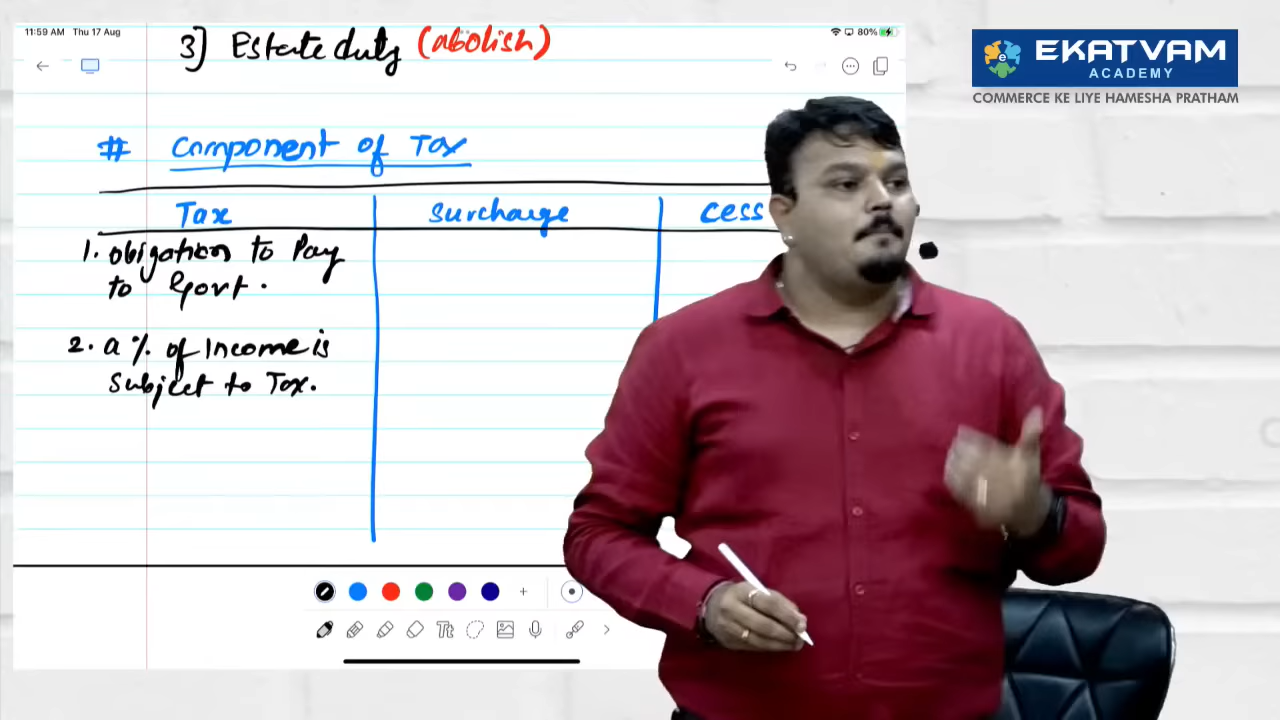 11:59 AM Thu 17 Aug
80%
3] Estate duty (abolish)
# Component of Tax
Tax Surcharge Cess
1. Obligation to Pay
to Govt.
2. a % of Income is
Subject to Tax.
Tt
EKATVAM
ACADEMY
COMMERCE KE LIYE HAMESHA PRATHAM